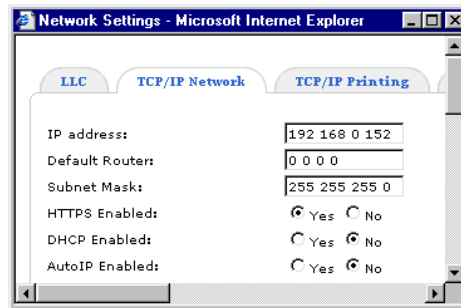 Network Settings - Microsoft Internet Explorer
LLC TCP/IP Network TCP/IP Printing
IP address: 192 168 0 152
Default Router: 0 0 0 0
Subnet Mask: 255 255 255 0
HTTPS Enabled: Yes No
DHCP Enabled: Yes No
AutoIP Enabled: Yes No